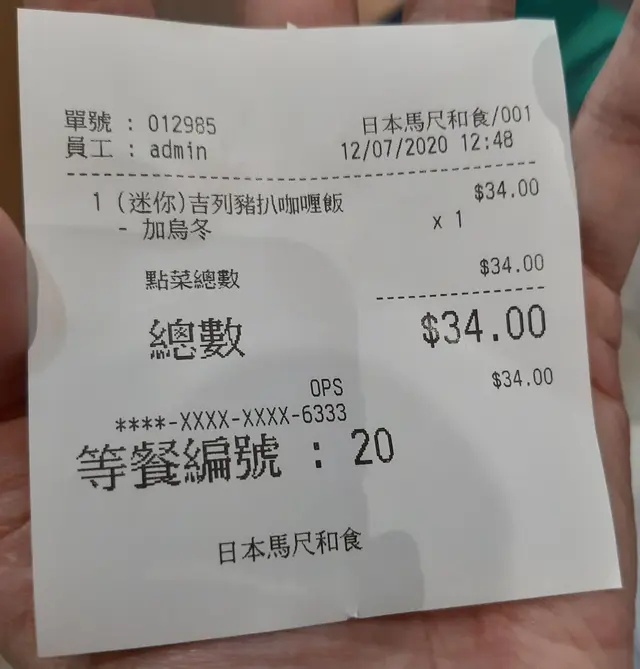 單號 : 012985 日本馬尺和食/001
員工 : admin 12/07/2020 12:48
1 (迷你)吉列豬扒咖喱飯 $34.00
- 加烏冬 x 1
點菜總數 $34.00
總數 $34.00
OPS $34.00
****-XXXX-XXXX-6333
等餐編號 : 20
日本馬尺和食